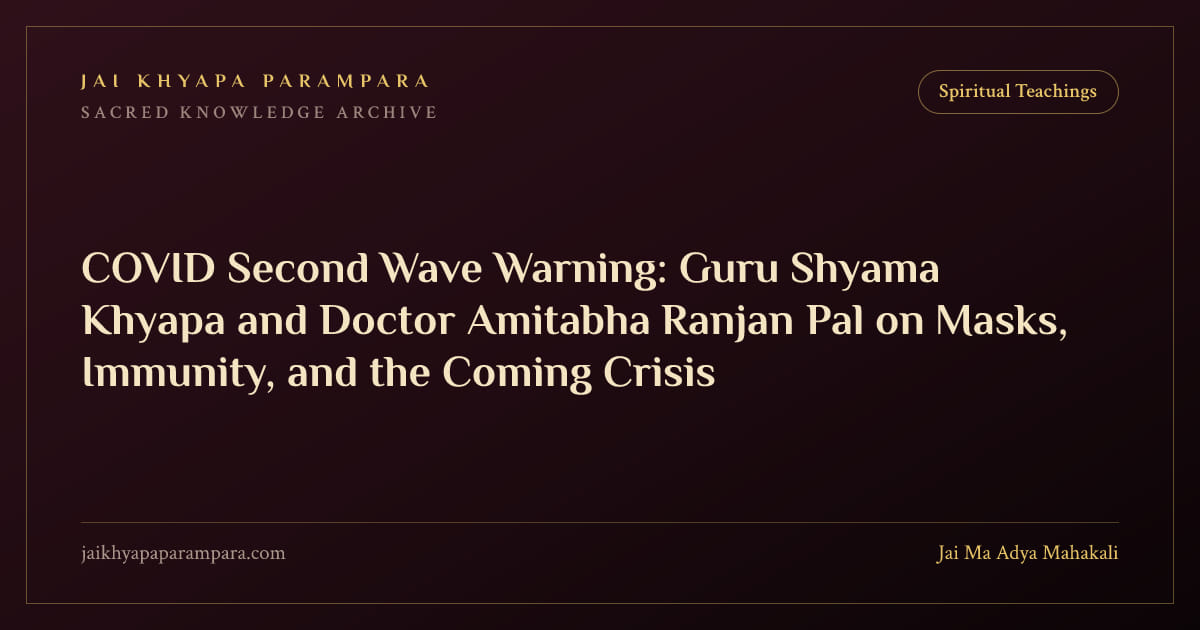 JAI KHYAPA PARAMPARA
SACRED KNOWLEDGE ARCHIVE
Spiritual Teachings
COVID Second Wave Warning: Guru Shyama
Khyapa and Doctor Amitabha Ranjan Pal on Masks,
Immunity, and the Coming Crisis
jaikhyapaparampara.com
Jai Ma Adya Mahakali